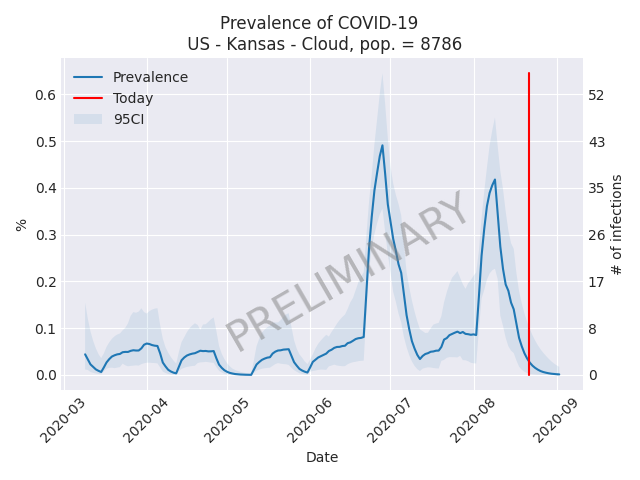 Prevalence of COVID-19
US - Kansas - Cloud, pop. = 8786
Prevalence
Today
95CI
PRELIMINARY
%
0.6
0.5
0.4
0.3
0.2
0.1
0.0
52
43
35
26
17
8
0
# of infections
2020-03
2020-04
2020-05
2020-06
2020-07
2020-08
2020-09
Date